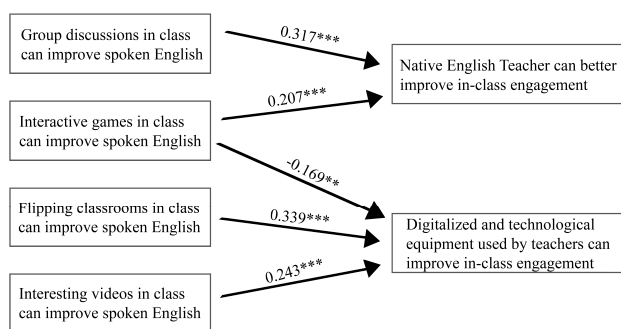 Group discussions in class
can improve spoken English
0.317***
Native English Teacher can better
improve in-class engagement
Interactive games in class
can improve spoken English
0.207***
-0.169**
Flipping classrooms in class
can improve spoken English
0.339***
Digitalized and technological
equipment used by teachers can
improve in-class engagement
0.243***
Interesting videos in class
can improve spoken English